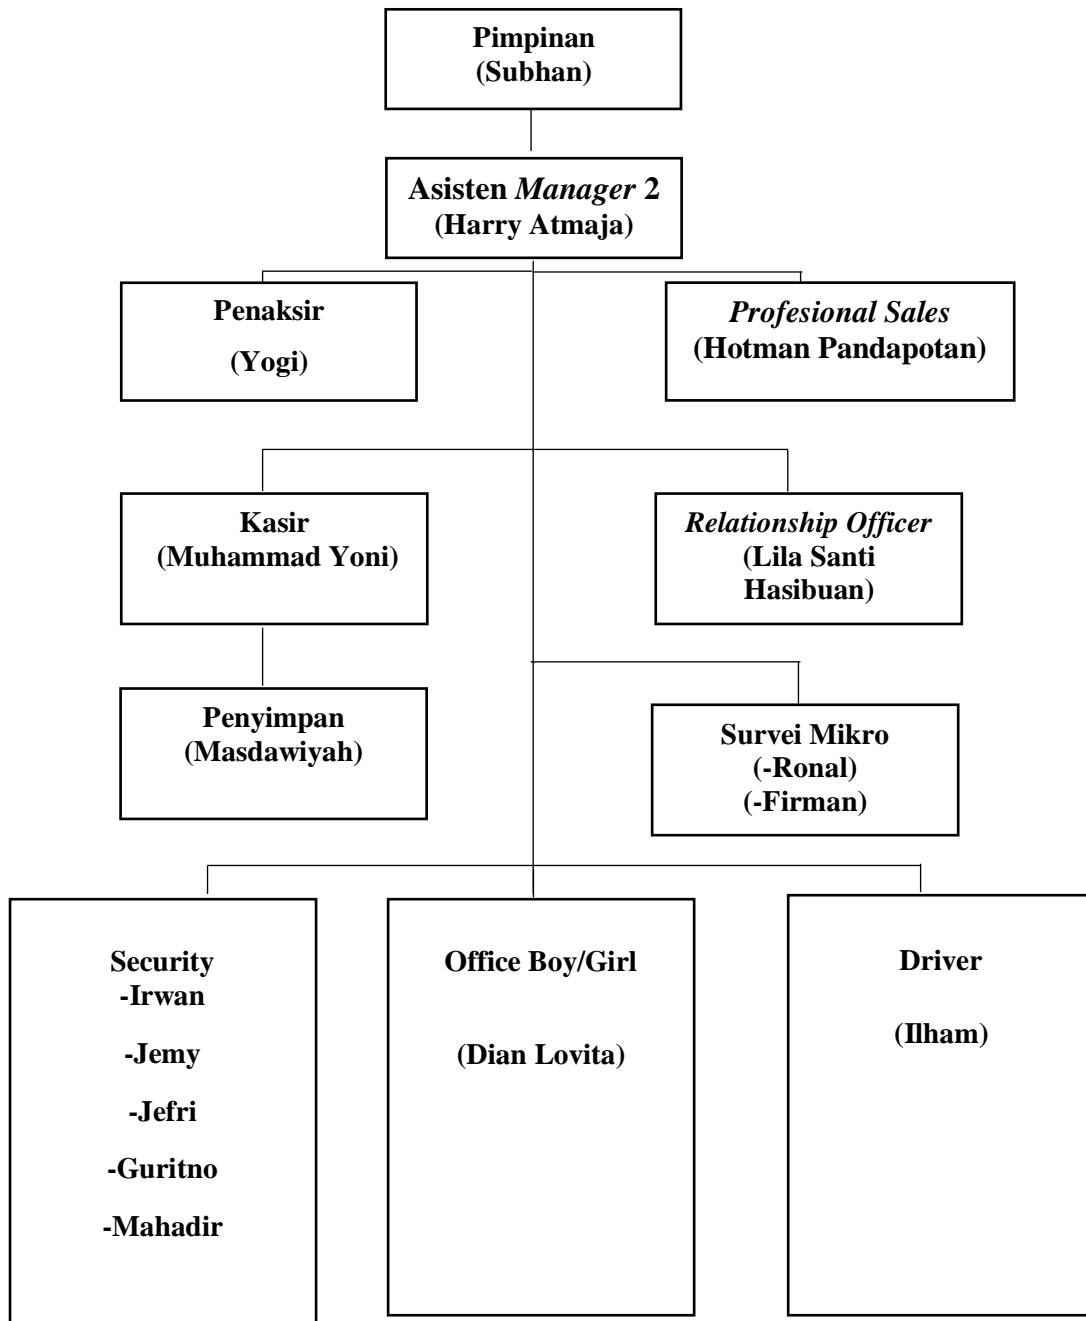 Pimpinan
(Subhan)
Asisten Manager 2
(Harry Atmaja)
Penaksir
(Yogi)
Profesional Sales
(Hotman Pandapotan)
Kasir
(Muhammad Yoni)
Relationship Officer
(Lila Santi
Hasibuan)
Penyimpan
(Masdawiyah)
Survei Mikro
(-Ronal)
(-Firman)
Security
-Irwan
-Jemy
-Jefri
-Guritno
-Mahadir
Office Boy/Girl
(Dian Lovita)
Driver
(Ilham)